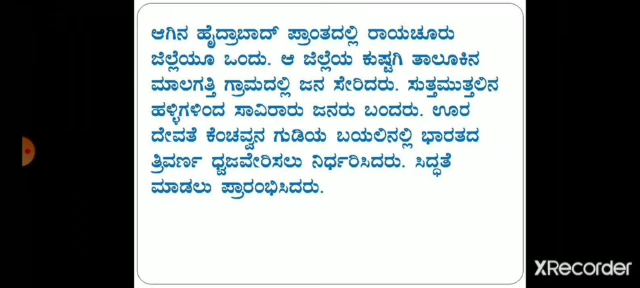 ಆಗಿನ ಹೈದ್ರಾಬಾದ್ ಪ್ರಾಂತದಲ್ಲಿ ರಾಯಚೂರು
ಜಿಲ್ಲೆಯೂ ಒಂದು. ಆ ಜಿಲ್ಲೆಯ ಕುಷ್ಟಗಿ ತಾಲೂಕಿನ
ಮಾಲಗತ್ತಿ ಗ್ರಾಮದಲ್ಲಿ ಜನ ಸೇರಿದರು. ಸುತ್ತಮುತ್ತಲಿನ
ಹಳ್ಳಿಗಳಿಂದ ಸಾವಿರಾರು ಜನರು ಬಂದರು. ಊರ
ದೇವತೆ ಕೆಂಚವ್ವನ ಗುಡಿಯ ಬಯಲಿನಲ್ಲಿ ಭಾರತದ
ತ್ರಿವರ್ಣ ಧ್ವಜವೇರಿಸಲು ನಿರ್ಧರಿಸಿದರು. ಸಿದ್ಧತೆ
ಮಾಡಲು ಪ್ರಾರಂಭಿಸಿದರು.
XRecorder